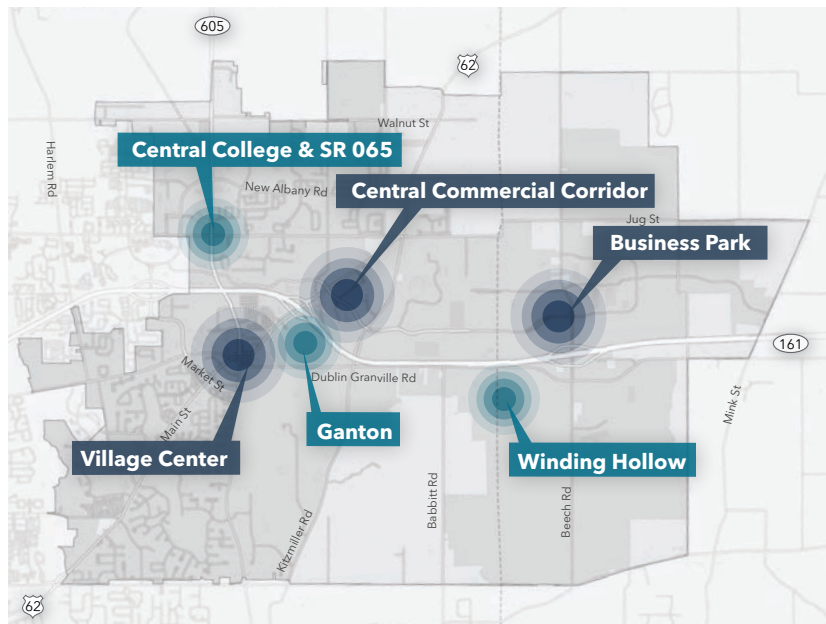 605
62
Walnut St
Harlem Rd
Central College & SR 065
New Albany Rd
Central Commercial Corridor
Jug St
Business Park
161
Market St
Dublin Granville Rd
Mink St
Main St
Ganton
Village Center
Winding Hollow
Babbitt Rd
Beech Rd
Kitzmiller Rd
62